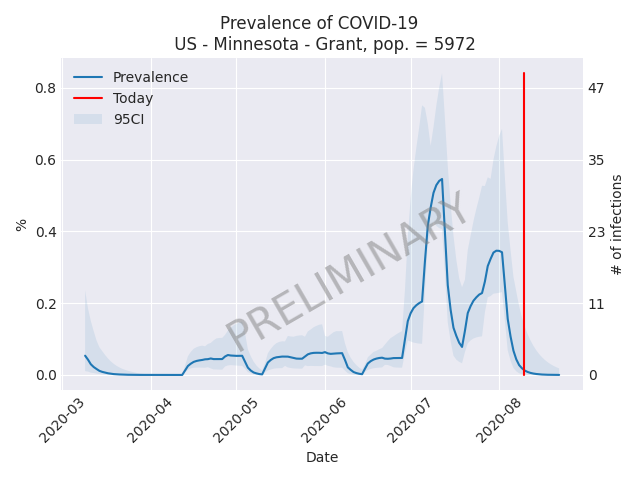 Prevalence of COVID-19
US - Minnesota - Grant, pop. = 5972
Prevalence
Today
95CI
PRELIMINARY
%
0.8
0.6
0.4
0.2
0.0
47
35
23
11
0
# of infections
2020-03
2020-04
2020-05
2020-06
2020-07
2020-08
Date